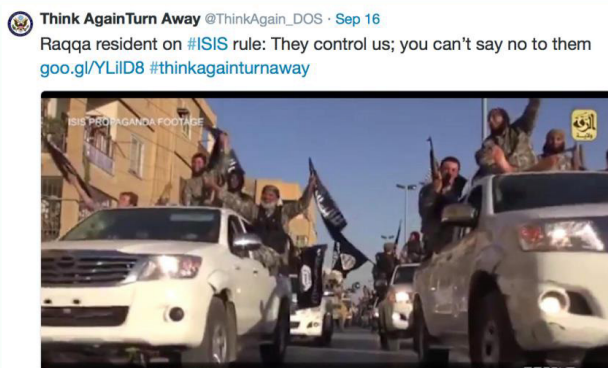 Think AgainTurn Away @ThinkAgain_DOS · Sep 16
Raqqa resident on #ISIS rule: They control us; you can't say no to them
goo.gl/YLilD8 #thinkagainturnaway
ISIS PROPAGANDA FOOTAGE
الرقة